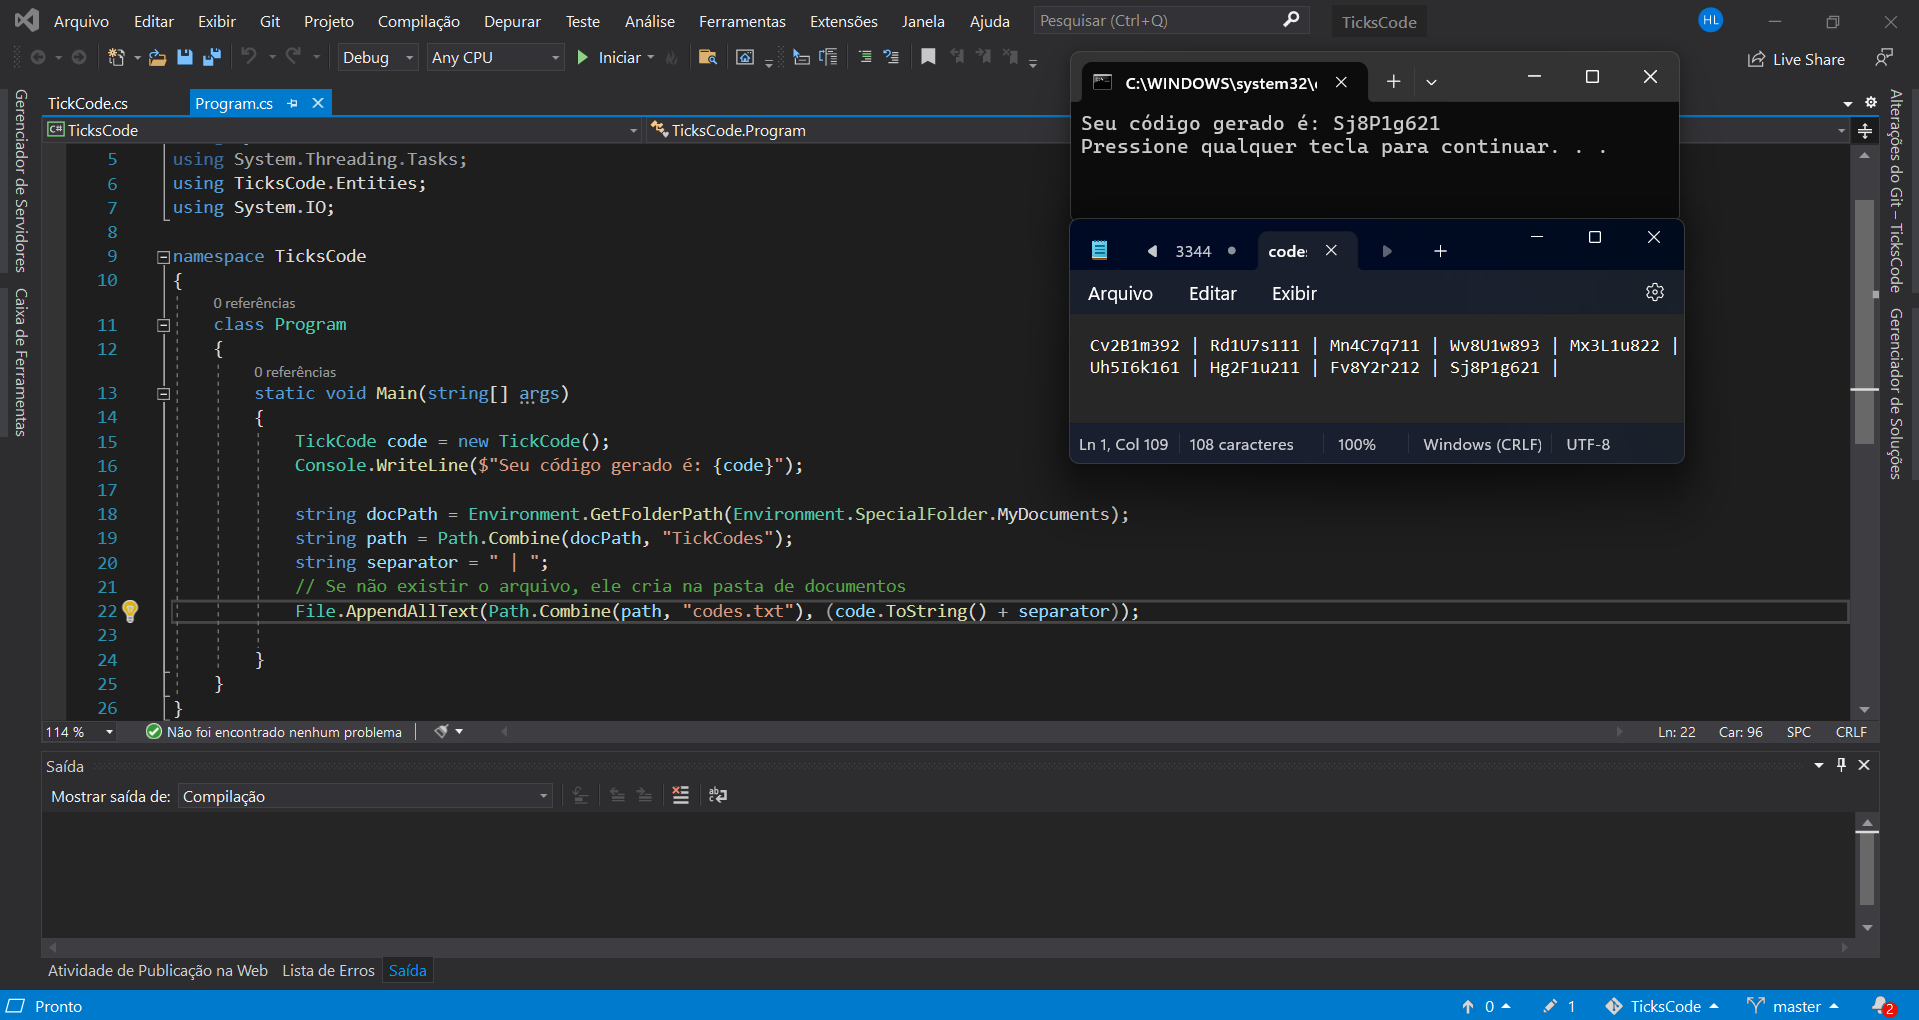 Arquivo Editar Exibir Git Projeto Compilação Depurar Teste Análise Ferramentas Extensões Janela Ajuda Pesquisar (Ctrl+Q) TicksCode HL
Debug Any CPU Iniciar Live Share
TickCode.cs Program.cs
TicksCode TicksCode.Program
Gerenciador de Servidores
Caixa de Ferramentas
5 using System.Threading.Tasks;
6 using TicksCode.Entities;
7 using System.IO;
8
9 namespace TicksCode
10 {
0 referências
11 class Program
12 {
0 referências
13 static void Main(string[] args)
14 {
15 TickCode code = new TickCode();
16 Console.WriteLine($"Seu código gerado é: {code}");
17
18 string docPath = Environment.GetFolderPath(Environment.SpecialFolder.MyDocuments);
19 string path = Path.Combine(docPath, "TickCodes");
20 string separator = " | ";
21 // Se não existir o arquivo, ele cria na pasta de documentos
22 File.AppendAllText(Path.Combine(path, "codes.txt"), (code.ToString() + separator));
23
24 }
25 }
26 }
C:\WINDOWS\system32\
Seu código gerado é: Sj8P1g621
Pressione qualquer tecla para continuar. . .
3344 codes
Arquivo Editar Exibir
Cv2B1m392 | Rd1U7s111 | Mn4C7q711 | Wv8U1w893 | Mx3L1u822 |
Uh5I6k161 | Hg2F1u211 | Fv8Y2r212 | Sj8P1g621 |
Ln 1, Col 109 108 caracteres 100% Windows (CRLF) UTF-8
Alterações do Git – TicksCode
Gerenciador de Soluções
114 % Não foi encontrado nenhum problema Ln: 22 Car: 96 SPC CRLF
Saída
Mostrar saída de: Compilação
Atividade de Publicação na Web Lista de Erros Saída
Pronto 0 1 TicksCode master 2